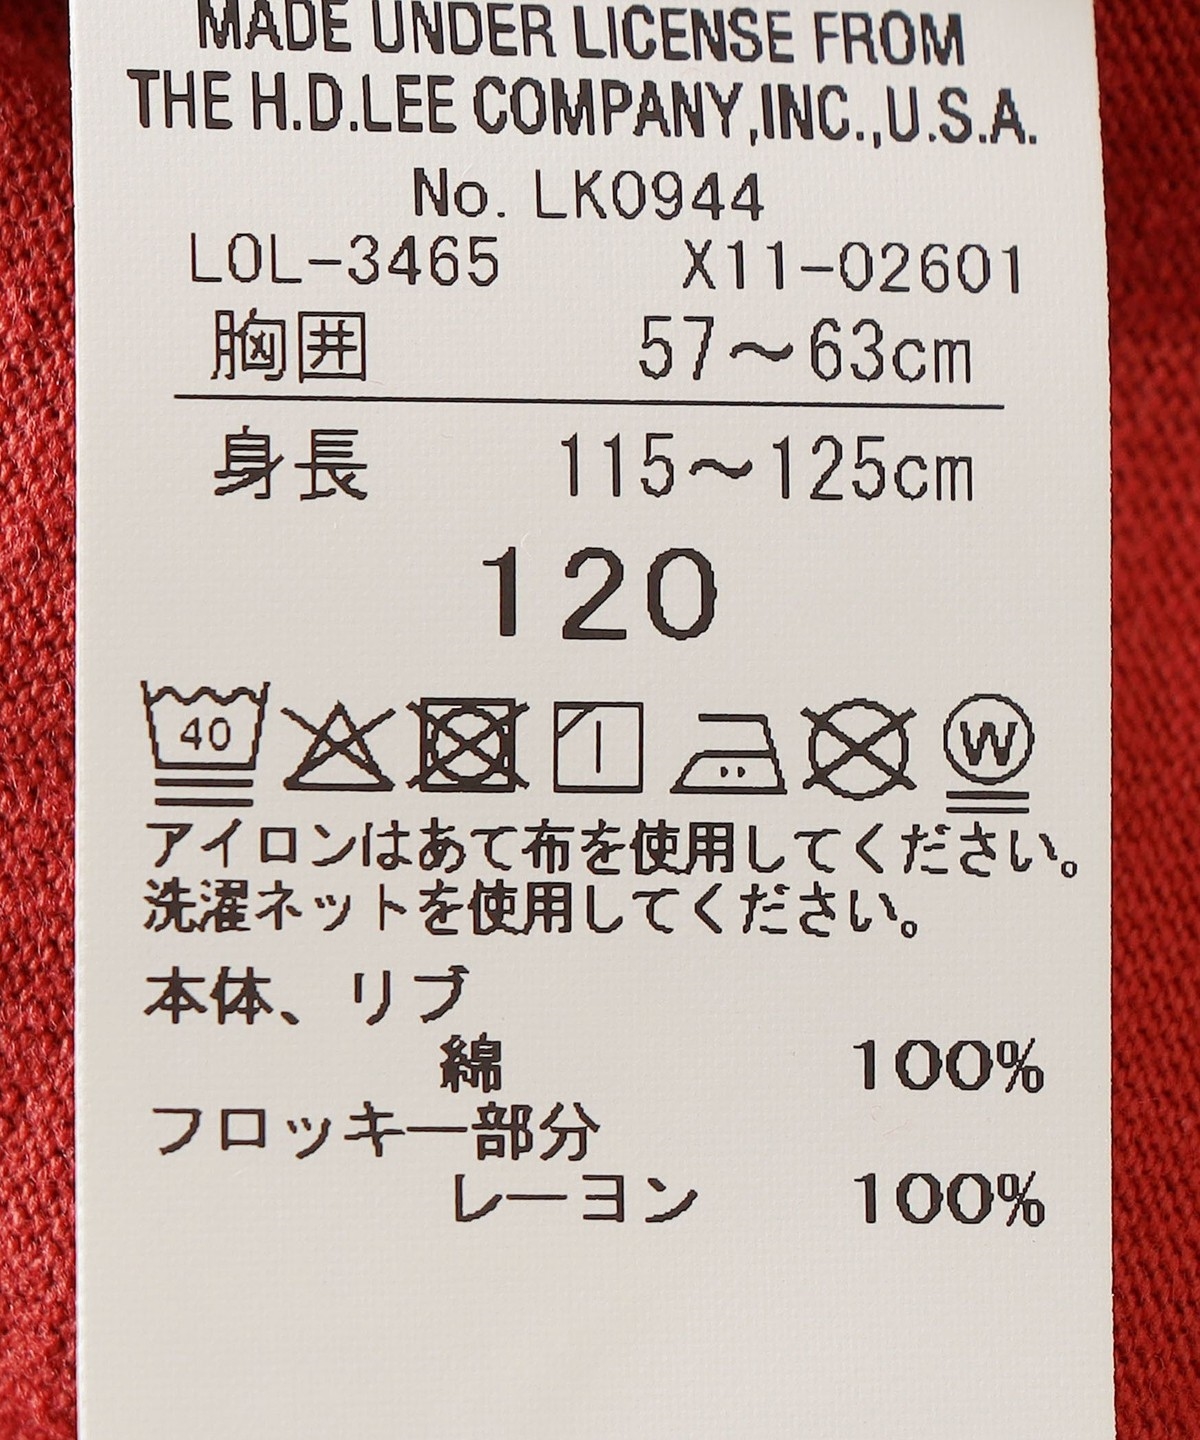 MADE UNDER LICENSE FROM
THE H.D.LEE COMPANY,INC.,U.S.A.
No. LK0944
LOL-3465 X11-02601
胸囲 57～63cm
身長 115～125cm
120
40 W
アイロンはあて布を使用してください。
洗濯ネットを使用してください。
本体、リブ
綿 100%
フロッキー部分
レーヨン 100%